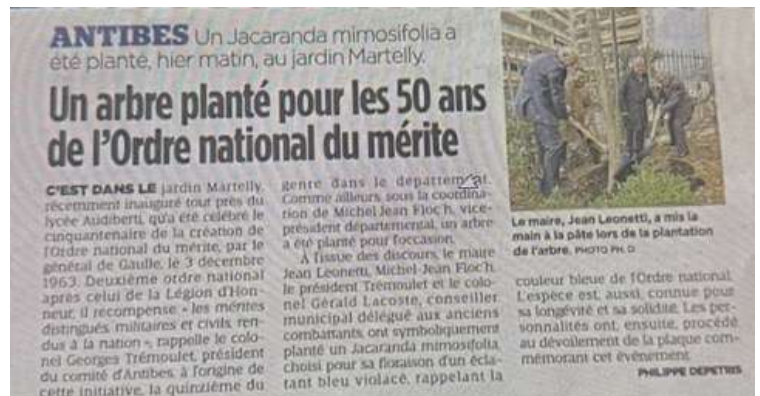 ANTIBES Un Jacaranda mimosifolia a
été planté, hier matin, au jardin Martelly.
Un arbre planté pour les 50 ans
de l'Ordre national du mérite
C'EST DANS LE jardin Martelly,
récemment inauguré tout près du
lycée Audiberti, qu'a été célébré le
cinquantenaire de la création de
l'Ordre national du mérite, par le
général de Gaulle, le 3 décembre
1963. Deuxième ordre national
après celui de la Légion d'Hon-
neur, il récompense « les mérites
distingués militaires et civils, ren-
dus à la nation », rappelle le colo-
nel Georges Trémoulet, président
du comité d'Antibes, à l'origine de
cette initiative, la quinzième du
genre dans le département.
Comme ailleurs, sous la coordina-
tion de Michel Jean Floc'h, vice-
président départemental, un arbre
a été planté pour l'occasion.
À l'issue des discours, le maire
Jean Leonetti, Michel-Jean Floc'h,
le président Trémoulet et le colo-
nel Gérald Lacoste, conseiller
municipal délégué aux anciens
combattants, ont symboliquement
planté un Jacaranda mimosifolia,
choisi pour sa floraison d'un écla-
tant bleu violacé, rappelant la
Le maire, Jean Leonetti, a mis la
main à la pâte lors de la plantation
de l'arbre. PHOTO PH. D
couleur bleue de l'Ordre national.
L'espèce est, aussi, connue pour
sa longévité et sa solidité. Les per-
sonnalités ont, ensuite, procédé
au dévoilement de la plaque com-
mémorant cet événement.
PHILIPPE DEPETRIS